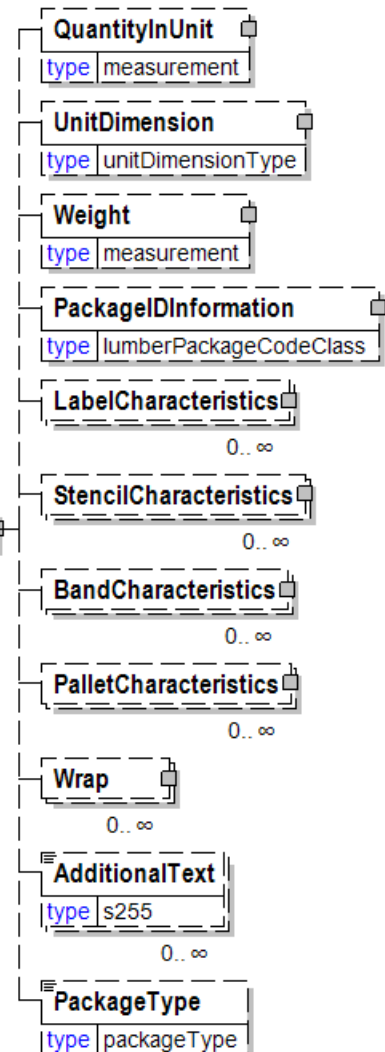 QuantityInUnit
type measurement
UnitDimension
type unitDimensionType
Weight
type measurement
PackageIDInformation
type lumberPackageCodeClass
LabelCharacteristics
0.. ∞
StencilCharacteristics
0.. ∞
BandCharacteristics
0.. ∞
PalletCharacteristics
0.. ∞
Wrap
0.. ∞
AdditionalText
type s255
0.. ∞
PackageType
type packageType